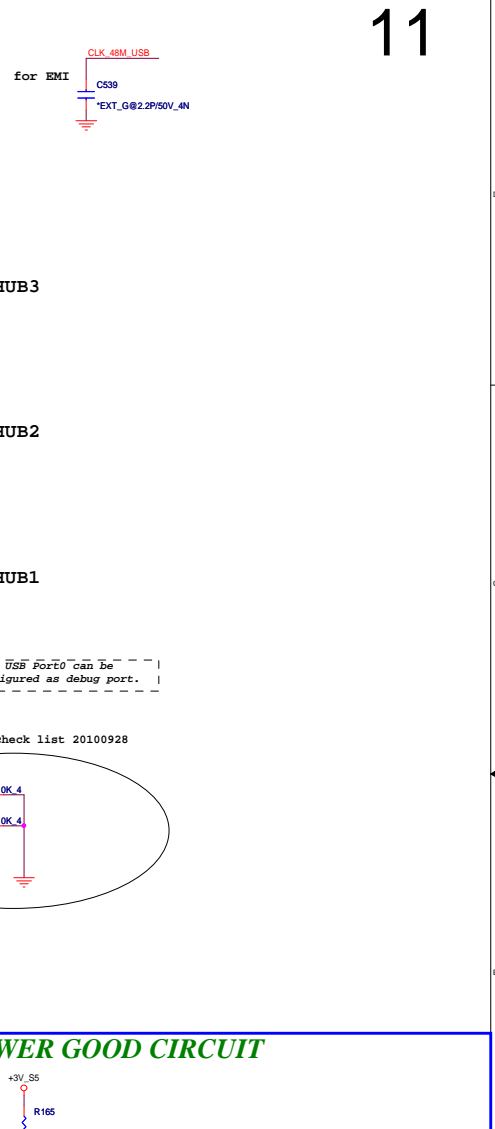 11
CLK_48M_USB
for EMI
C539
*EXT_G@2.2P/50V_4N
HUB3
HUB2
HUB1
USB Port0 can be
igured as debug port.
check list 20100928
0K_4
0K_4
WER GOOD CIRCUIT
+3V_S5
R165